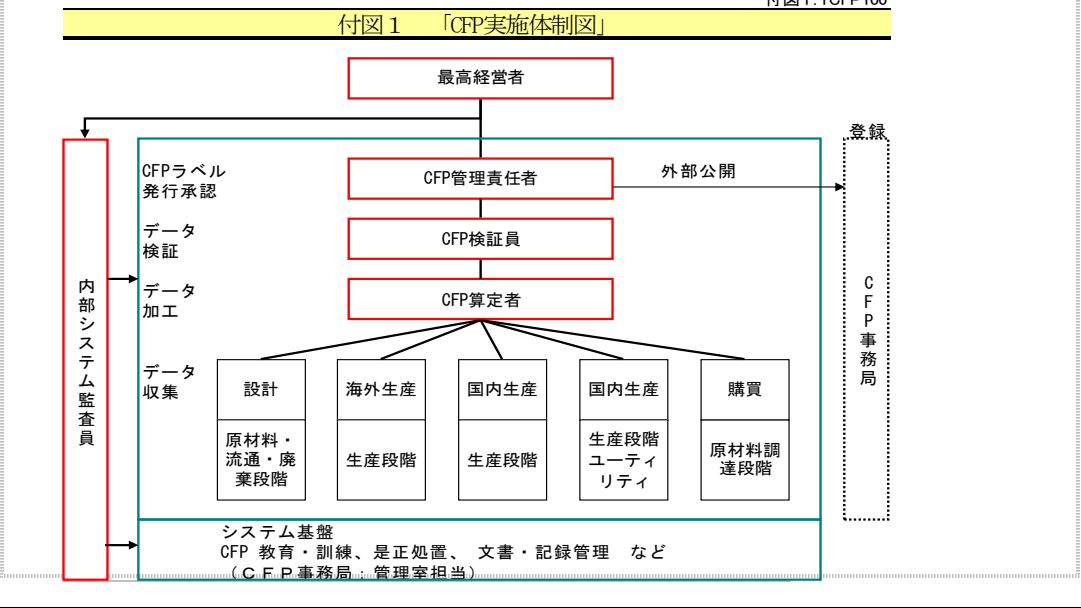 付図１　「CFP実施体制図」
最高経営者
登録
CFPラベル
発行承認
CFP管理責任者
外部公開
データ
検証
CFP検証員
データ
加工
CFP算定者
内部システム監査員
CFP事務局
データ
収集
設計
海外生産
国内生産
国内生産
購買
原材料・
流通・廃
棄段階
生産段階
生産段階
生産段階
ユーティ
リティ
原材料調
達段階
システム基盤
CFP 教育・訓練、是正処置、 文書・記録管理　など
（ＣＦＰ事務局：管理室担当）